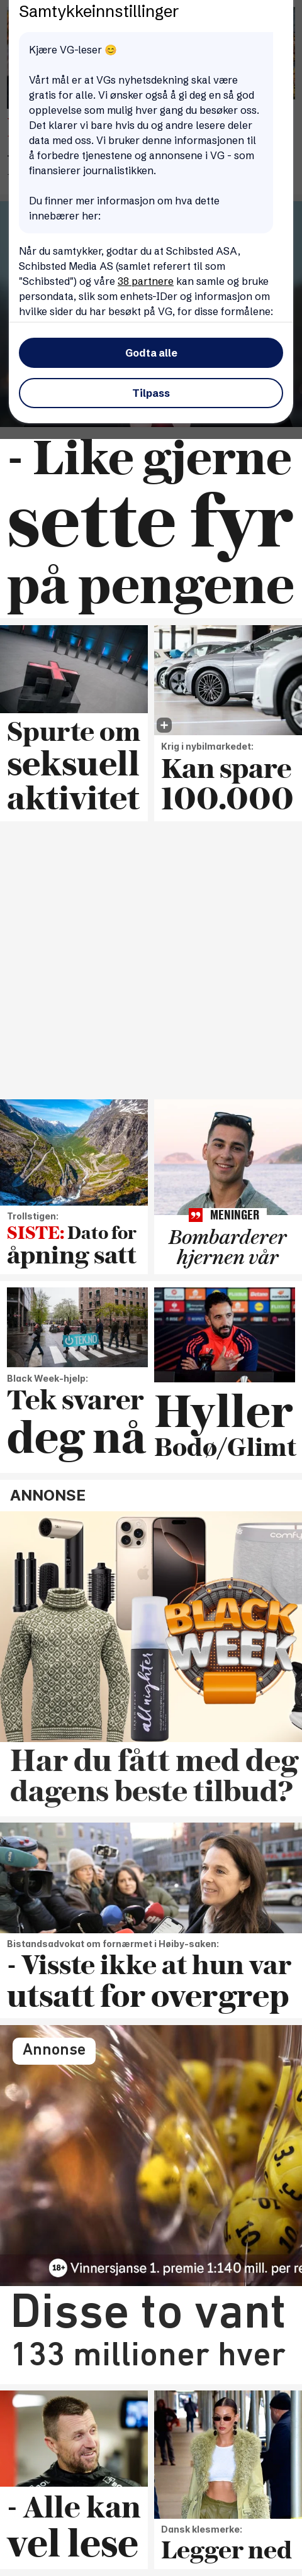 Samtykkeinnstillinger
Kjære VG-leser 😊
Vårt mål er at VGs nyhetsdekning skal være
gratis for alle. Vi ønsker også å gi deg en så god
opplevelse som mulig hver gang du besøker oss.
Det klarer vi bare hvis du og andre lesere deler
data med oss. Vi bruker denne informasjonen til
å forbedre tjenestene og annonsene i VG - som
finansierer journalistikken.
Du finner mer informasjon om hva dette
innebærer her:
Når du samtykker, godtar du at Schibsted ASA,
Schibsted Media AS (samlet referert til som
"Schibsted") og våre 38 partnere kan samle og bruke
persondata, slik som enhets-IDer og informasjon om
hvilke sider du har besøkt på VG, for disse formålene:
Godta alle
Tilpass
- Like gjerne
sette fyr
på pengene
Spurte om
seksuell
aktivitet
Krig i nybilmarkedet:
Kan spare
100.000
Trollstigen:
SISTE: Dato for
åpning satt
MENINGER
Bombarderer
hjernen vår
TEKNO
Black Week-hjelp:
Tek svarer
deg nå
Hyller
Bodø/Glimt
ANNONSE
comfy
all nighter
BLACK
WEEK
Har du fått med deg
dagens beste tilbud?
Bistandsadvokat om fornærmet i Høiby-saken:
- Visste ikke at hun var
utsatt for overgrep
Annonse
18+ Vinnersjanse 1. premie 1:140 mill. per re
Disse to vant
133 millioner hver
- Alle kan
vel lese
Dansk klesmerke:
Legger ned